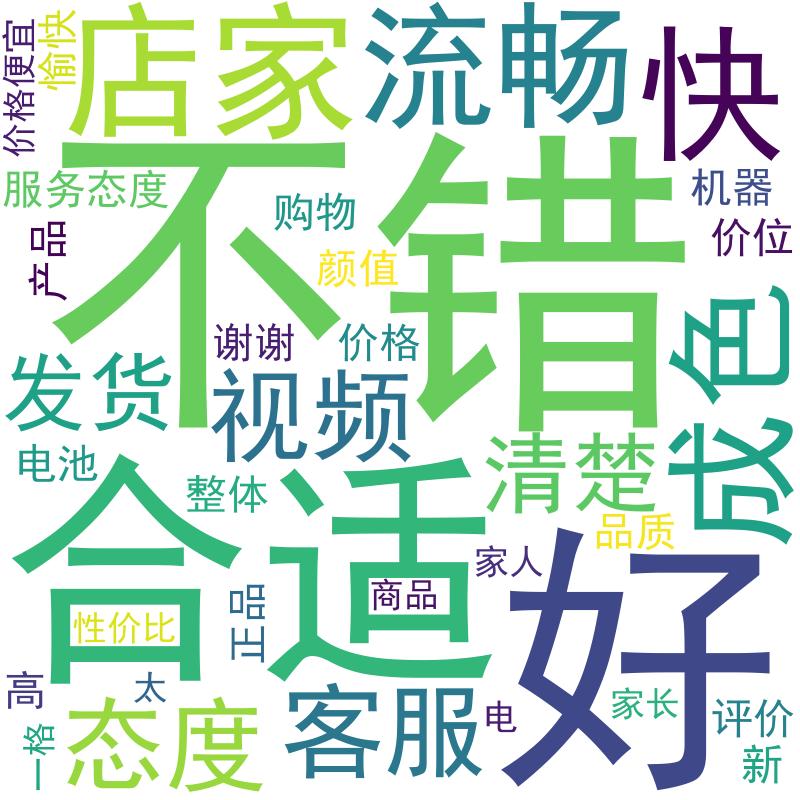 价格便宜
愉快
店家
流畅
快
不错
服务态度
购物
机器
价位
产品
颜值
谢谢
价格
成色
发货
视频
清楚
电池
整体
合适
品质
好
家人
商品
性价比
正品
高
太
态度
客服
电
家长
评价
一格
新